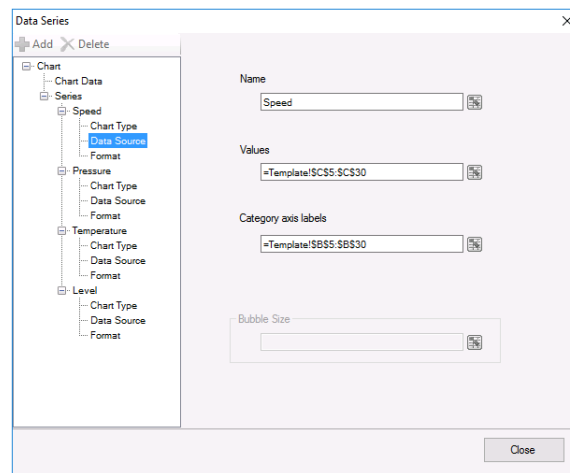 Data Series
Add Delete
Chart
Chart Data
Series
Speed
Chart Type
Data Source
Format
Pressure
Chart Type
Data Source
Format
Temperature
Chart Type
Data Source
Format
Level
Chart Type
Data Source
Format
Name
Speed
Values
=Template!$C$5:$C$30
Category axis labels
=Template!$B$5:$B$30
Bubble Size
Close